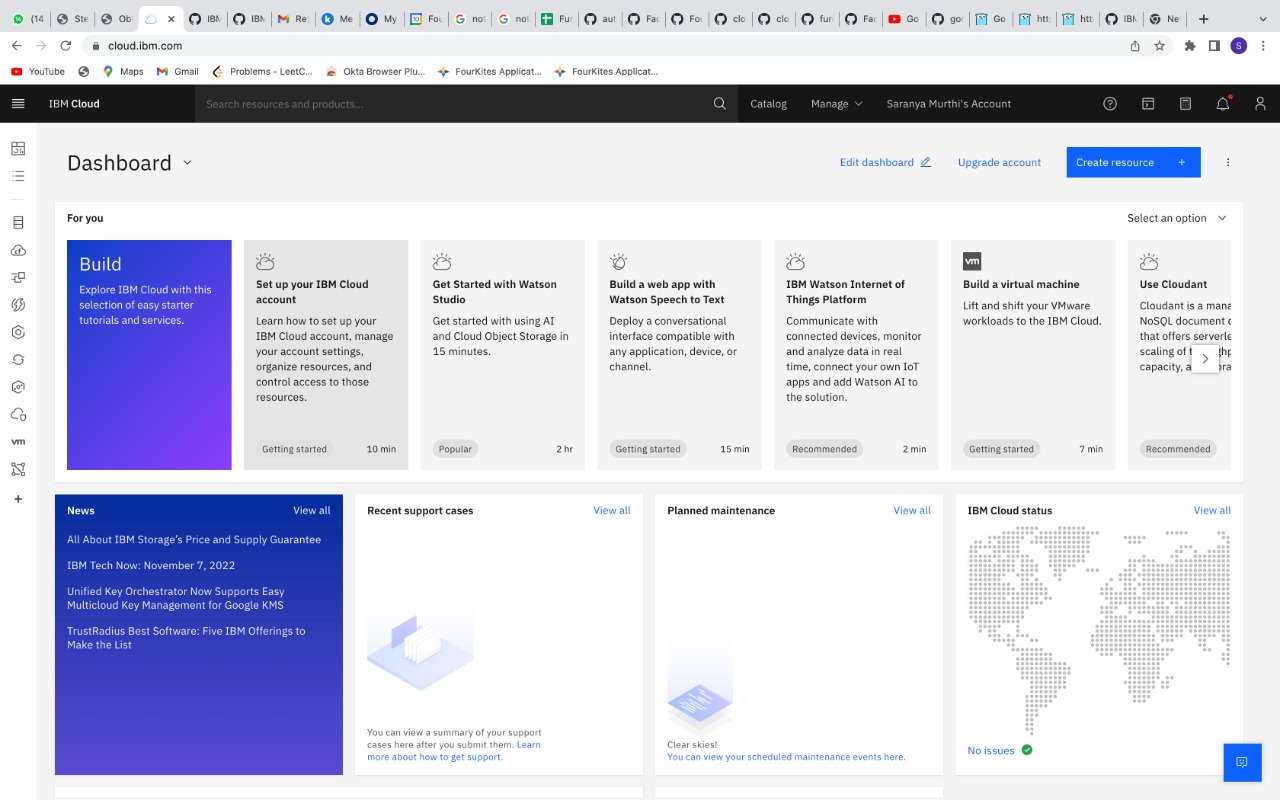 (14
Ste
Ob
IBM
IBM
Re:
Me
My
Fou
not
not
Fur
aut
Fac
Fou
clo
clo
fun
Fac
Go
goo
Go
htt
htt
IBM
Ne
cloud.ibm.com
S
YouTube
Maps
Gmail
Problems - LeetC...
Okta Browser Plu...
FourKites Applicat...
FourKites Applicat...
IBM Cloud
Search resources and products...
Catalog
Manage
Saranya Murthi's Account
Dashboard
Edit dashboard
Upgrade account
Create resource +
For you
Select an option
Build
Explore IBM Cloud with this
selection of easy starter
tutorials and services.
Set up your IBM Cloud
account
Learn how to set up your
IBM Cloud account, manage
your account settings,
organize resources, and
control access to those
resources.
Getting started 10 min
Get Started with Watson
Studio
Get started with using AI
and Cloud Object Storage in
15 minutes.
Popular 2 hr
Build a web app with
Watson Speech to Text
Deploy a conversational
interface compatible with
any application, device, or
channel.
Getting started 15 min
IBM Watson Internet of
Things Platform
Communicate with
connected devices, monitor
and analyze data in real
time, connect your own IoT
apps and add Watson AI to
the solution.
Recommended 2 min
vm
Build a virtual machine
Lift and shift your VMware
workloads to the IBM Cloud.
Getting started 7 min
Use Cloudant
Cloudant is a mana
NoSQL document
that offers serverle
scaling of
capacity,
Recommended
vm
News View all
All About IBM Storage's Price and Supply Guarantee
IBM Tech Now: November 7, 2022
Unified Key Orchestrator Now Supports Easy
Multicloud Key Management for Google KMS
TrustRadius Best Software: Five IBM Offerings to
Make the List
Recent support cases View all
You can view a summary of your support
cases here after you submit them. Learn
more about how to get support.
Planned maintenance View all
Clear skies!
You can view your scheduled maintenance events here.
IBM Cloud status View all
No issues